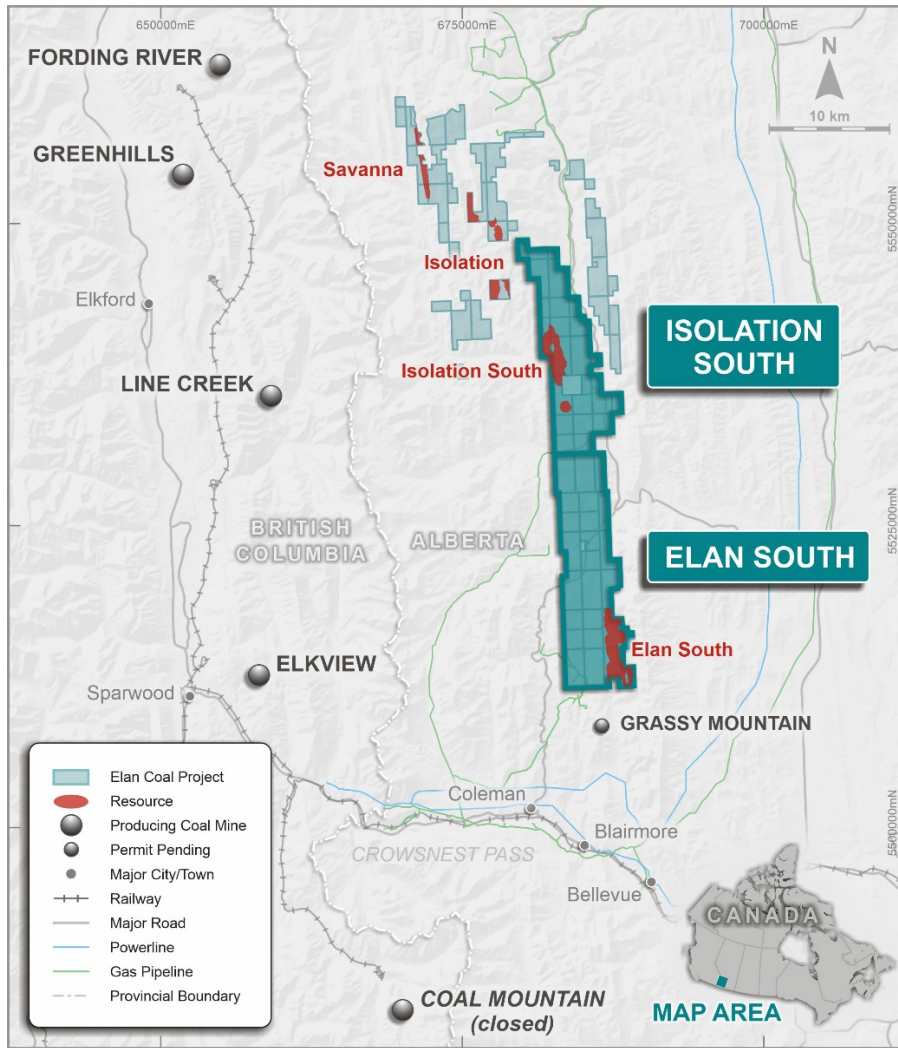 650000mE
675000mE
700000mE
FORDING RIVER
N
10 km
GREENHILLS
Savanna
5550000mN
Isolation
Elkford
ISOLATION
SOUTH
Isolation South
LINE CREEK
BRITISH
COLUMBIA
ALBERTA
5525000mN
ELAN SOUTH
Elan South
ELKVIEW
Sparwood
GRASSY MOUNTAIN
Elan Coal Project
Resource
Producing Coal Mine
Permit Pending
Major City/Town
Railway
Major Road
Powerline
Gas Pipeline
Provincial Boundary
Coleman
5500000mN
Blairmore
CROWSNEST PASS
Bellevue
CANADA
COAL MOUNTAIN
(closed)
MAP AREA